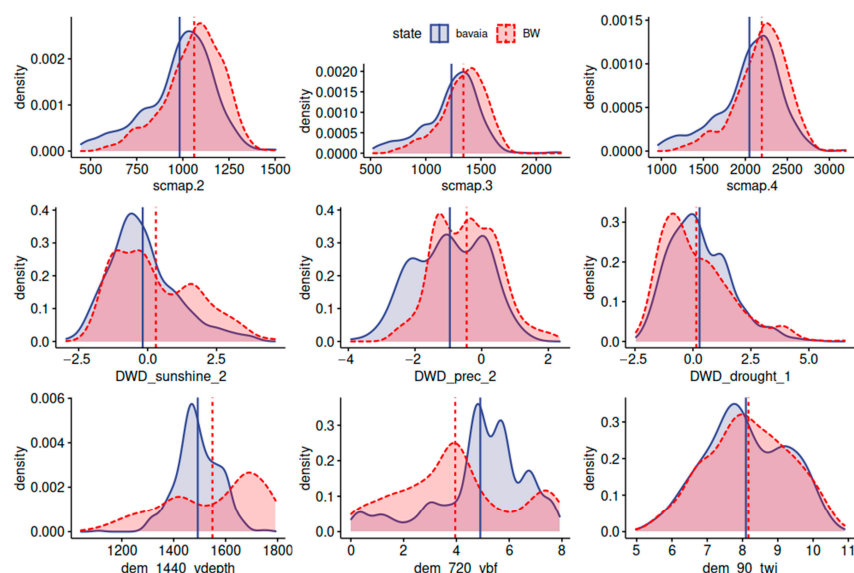 state bavaia BW
density
0.002
0.001
0.000
500 750 1000 1250 1500
scmap.2
density
0.0020
0.0015
0.0010
0.0005
0.0000
500 1000 1500 2000
scmap.3
density
0.0015
0.0010
0.0005
0.0000
1000 1500 2000 2500 3000
scmap.4
density
0.4
0.3
0.2
0.1
0.0
−2.5 0.0 2.5
DWD_sunshine_2
density
0.4
0.3
0.2
0.1
0.0
−4 −2 0 2
DWD_prec_2
density
0.3
0.2
0.1
0.0
−2.5 0.0 2.5 5.0
DWD_drought_1
density
0.006
0.004
0.002
0.000
1200 1400 1600 1800
dem_1440_vdepth
density
0.3
0.2
0.1
0.0
0 2 4 6 8
dem_720_vbf
density
0.3
0.2
0.1
0.0
5 6 7 8 9 10 11
dem_90_twi